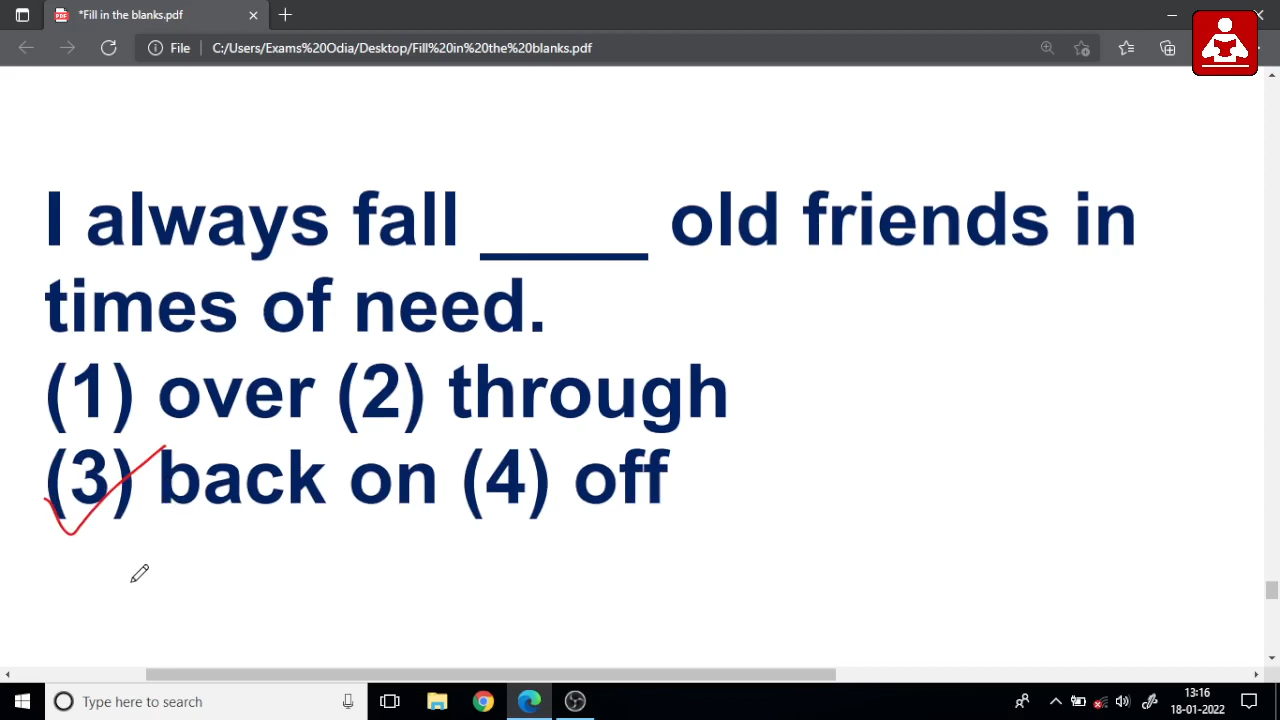 *Fill in the blanks.pdf
File
C:/Users/Exams%20Odia/Desktop/Fill%20in%20the%20blanks.pdf
I always fall _____ old friends in
times of need.
(1) over (2) through
(3) back on (4) off
Type here to search
13:16
18-01-2022